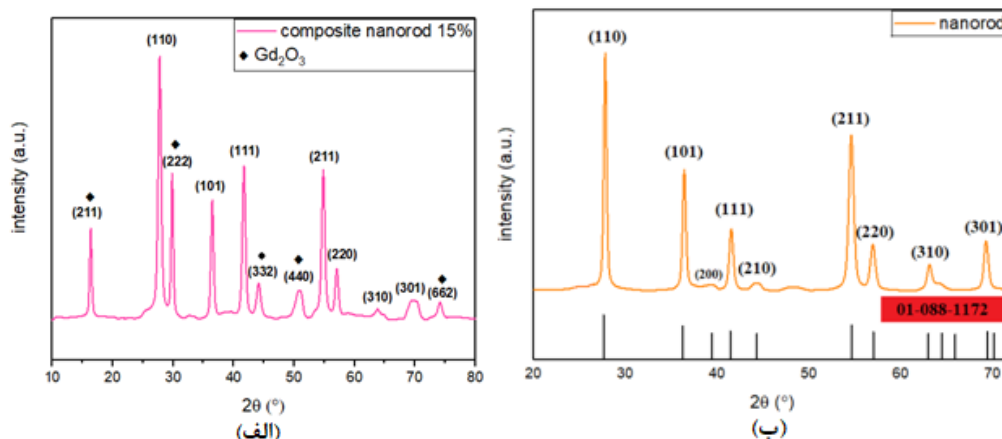 composite nanorod 15%
◆ Gd₂O₃
(110)
(222)
(211)
(101)
(111)
(332)
(440)
(211)
(220)
(310)
(301)
(662)
intensity (a.u.)
10 20 30 40 50 60 70 80
2θ (°)
(الف)
nanorod
(110)
(101)
(111)
(200)
(210)
(211)
(220)
(310)
(301)
01-088-1172
intensity (a.u.)
20 30 40 50 60 70
2θ (°)
(ب)